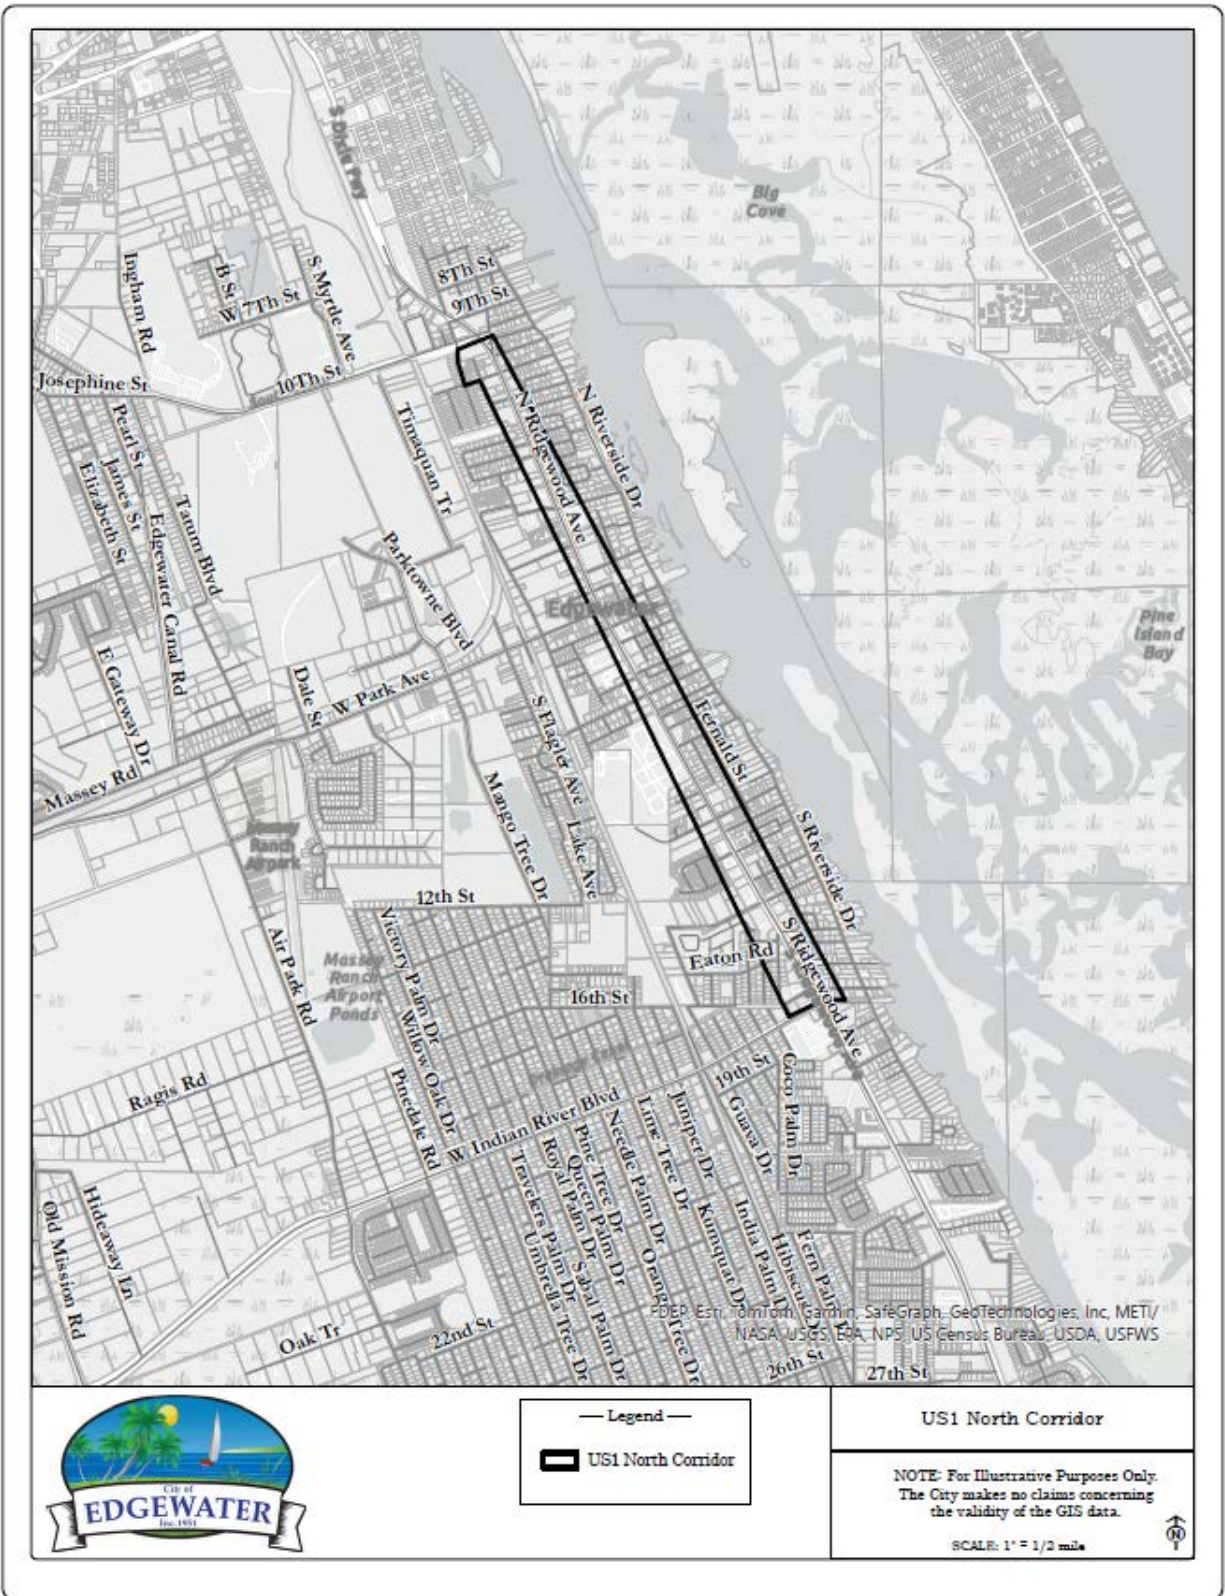 S Dixie Fwy
Big
Cove
8Th St
9Th St
Ingham Rd
B St
W 7Th St
S Myrtle Ave
Josephine St
10Th St
Pearl St
James St
Elizabeth St
Timaquan Tr
N Ridgewood Ave
N Riverside Dr
Tatum Blvd
Edgewater Canal Rd
Parktowne Blvd
Edgewater
Pine
Island
Bay
E Gateway Dr
Dale St
W Park Ave
S Flagler Ave
Fernald St
Massey Rd
Mango Tree Dr
Lake Ave
S Riverside Dr
Massey
Ranch
Airpark
12th St
Victory Palm Dr
Air Park Rd
Massey
Ranch
Airport
Ponds
Eaton Rd
S Ridgewood Ave
16th St
Willow Oak Dr
Pinedale Rd
Ragis Rd
19th St
Coco Palm Dr
Guava Dr
W Indian River Blvd
Juniper Dr
Lime Tree Dr
Needle Palm Dr
Pine Tree Dr
Queen Palm Dr
Royal Palm Dr
Travelers Palm Dr
Umbrella Tree Dr
Sabal Palm Dr
Orange Tree Dr
Kumquat Dr
India Palm Dr
Hibiscus Dr
Fern Palm Dr
Hideaway Ln
Old Mission Rd
Oak Tr
22nd St
26th St
27th St
FDEP, Esri, TomTom, Garmin, SafeGraph, GeoTechnologies, Inc, METI/
NASA, USGS, EPA, NPS, US Census Bureau, USDA, USFWS
City of
EDGEWATER
Inc. 1951
Legend
US1 North Corridor
US1 North Corridor
NOTE: For Illustrative Purposes Only.
The City makes no claims concerning
the validity of the GIS data.
N
SCALE: 1" = 1/2 mile